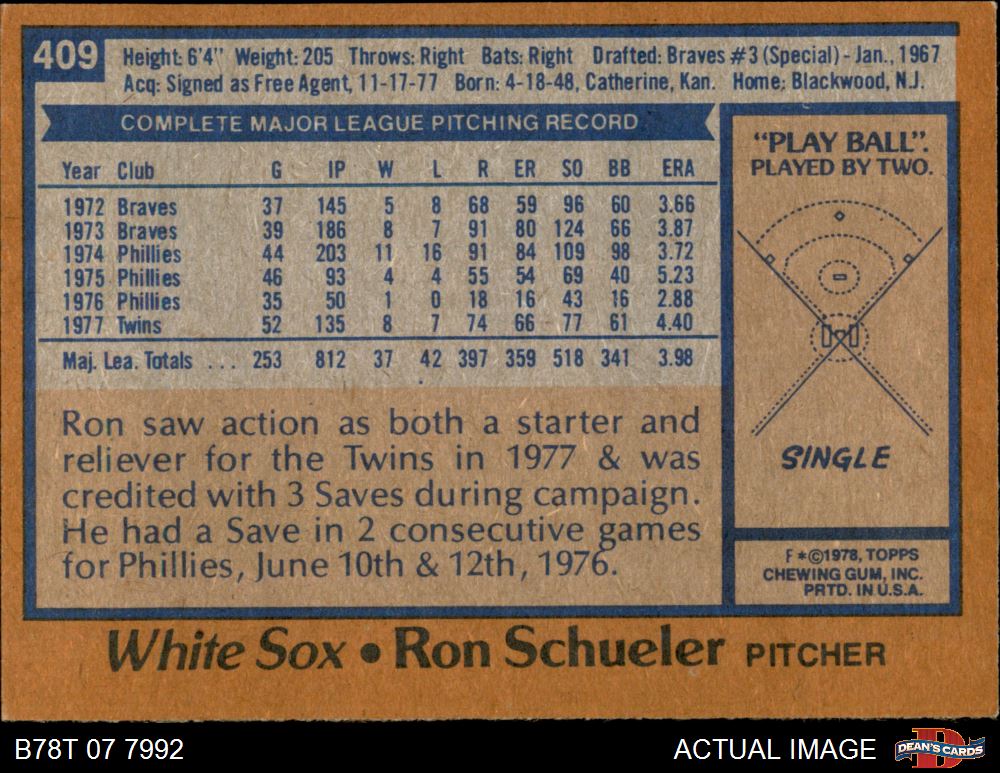 409
Height: 6'4" Weight: 205 Throws: Right Bats: Right Drafted: Braves #3 (Special) - Jan., 1967
Acq: Signed as Free Agent, 11-17-77 Born: 4-18-48, Catherine, Kan. Home: Blackwood, N.J.
COMPLETE MAJOR LEAGUE PITCHING RECORD
Year Club G IP W L R ER SO BB ERA
1972 Braves 37 145 5 8 68 59 96 60 3.66
1973 Braves 39 186 8 7 91 80 124 66 3.87
1974 Phillies 44 203 11 16 91 84 109 98 3.72
1975 Phillies 46 93 4 4 55 54 69 40 5.23
1976 Phillies 35 50 1 0 18 16 43 16 2.88
1977 Twins 52 135 8 7 74 66 77 61 4.40
Maj. Lea. Totals ... 253 812 37 42 397 359 518 341 3.98
Ron saw action as both a starter and
reliever for the Twins in 1977 & was
credited with 3 Saves during campaign.
He had a Save in 2 consecutive games
for Phillies, June 10th & 12th, 1976.
"PLAY BALL".
PLAYED BY TWO.
SINGLE
F*©1978, TOPPS
CHEWING GUM, INC.
PRTD. IN U.S.A.
White Sox • Ron Schueler PITCHER
B78T 07 7992
ACTUAL IMAGE
D
DEAN'S CARDS